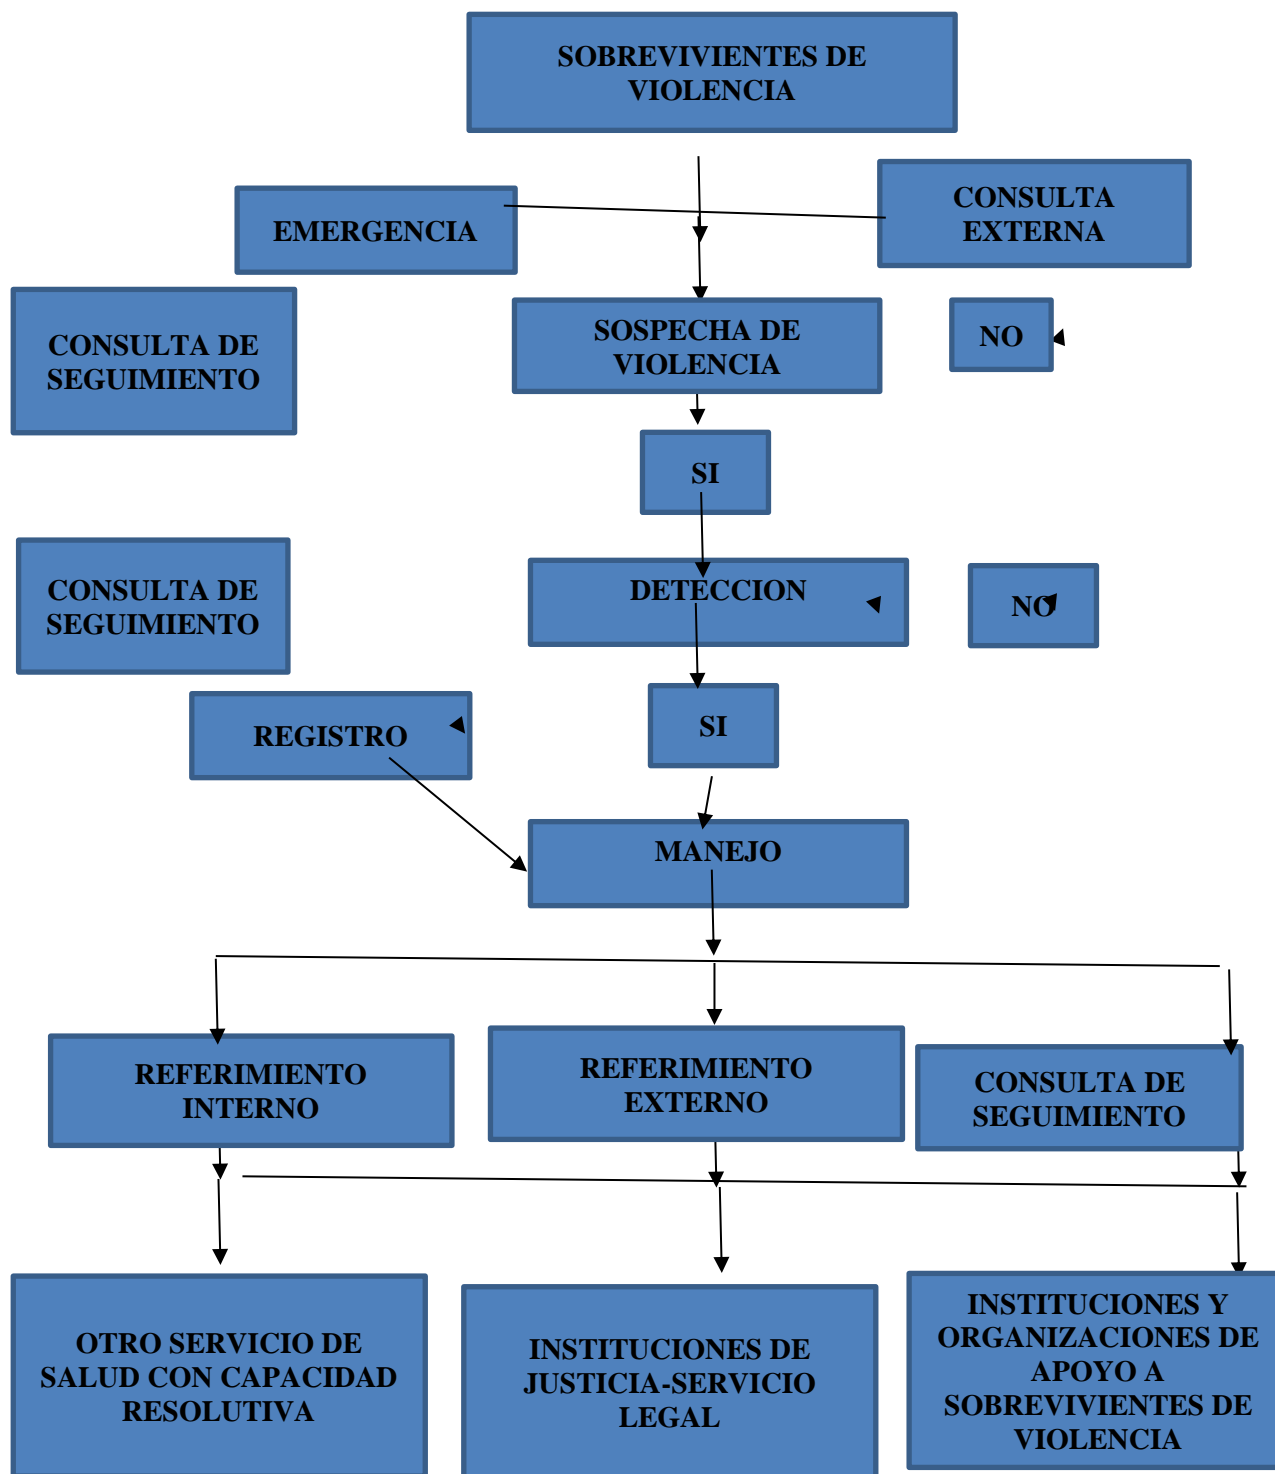 SOBREVIVIENTES DE
VIOLENCIA
EMERGENCIA
CONSULTA
EXTERNA
CONSULTA DE
SEGUIMIENTO
SOSPECHA DE
VIOLENCIA
NO
SI
CONSULTA DE
SEGUIMIENTO
DETECCION
NO
REGISTRO
SI
MANEJO
REFERIMIENTO
INTERNO
REFERIMIENTO
EXTERNO
CONSULTA DE
SEGUIMIENTO
OTRO SERVICIO DE
SALUD CON CAPACIDAD
RESOLUTIVA
INSTITUCIONES DE
JUSTICIA-SERVICIO
LEGAL
INSTITUCIONES Y
ORGANIZACIONES DE
APOYO A
SOBREVIVIENTES DE
VIOLENCIA